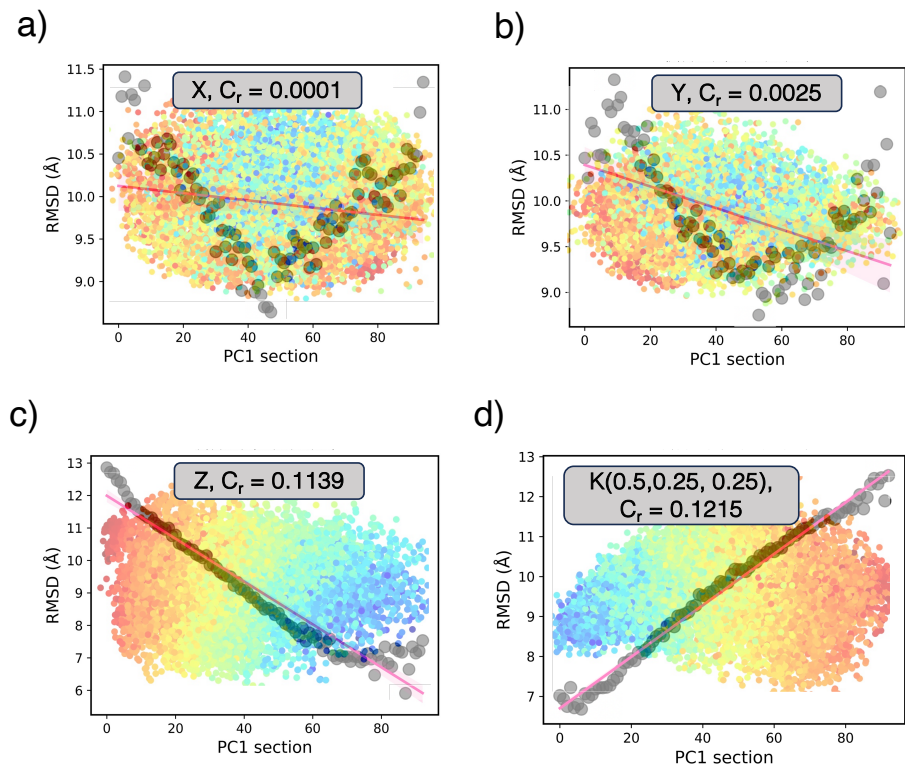 a)
X, Cr = 0.0001
11.5
11.0
10.5
10.0
9.5
9.0
RMSD (Å)
0 20 40 60 80
PC1 section
b)
Y, Cr = 0.0025
11.0
10.5
10.0
9.5
9.0
RMSD (Å)
0 20 40 60 80
PC1 section
c)
Z, Cr = 0.1139
13
12
11
10
9
8
7
6
RMSD (Å)
0 20 40 60 80
PC1 section
d)
K(0.5,0.25, 0.25),
Cr = 0.1215
13
12
11
10
9
8
7
RMSD (Å)
0 20 40 60 80
PC1 section